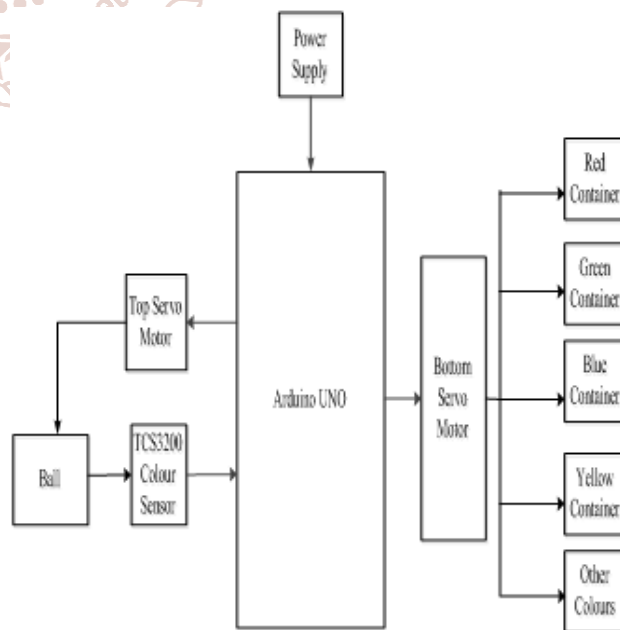 Power
Supply
Red
Container
Green
Container
Top Servo
Motor
Arduino UNO
Bottom
Servo
Motor
Blue
Container
Ball
TCS3200
Colour
Sensor
Yellow
Container
Other
Colours